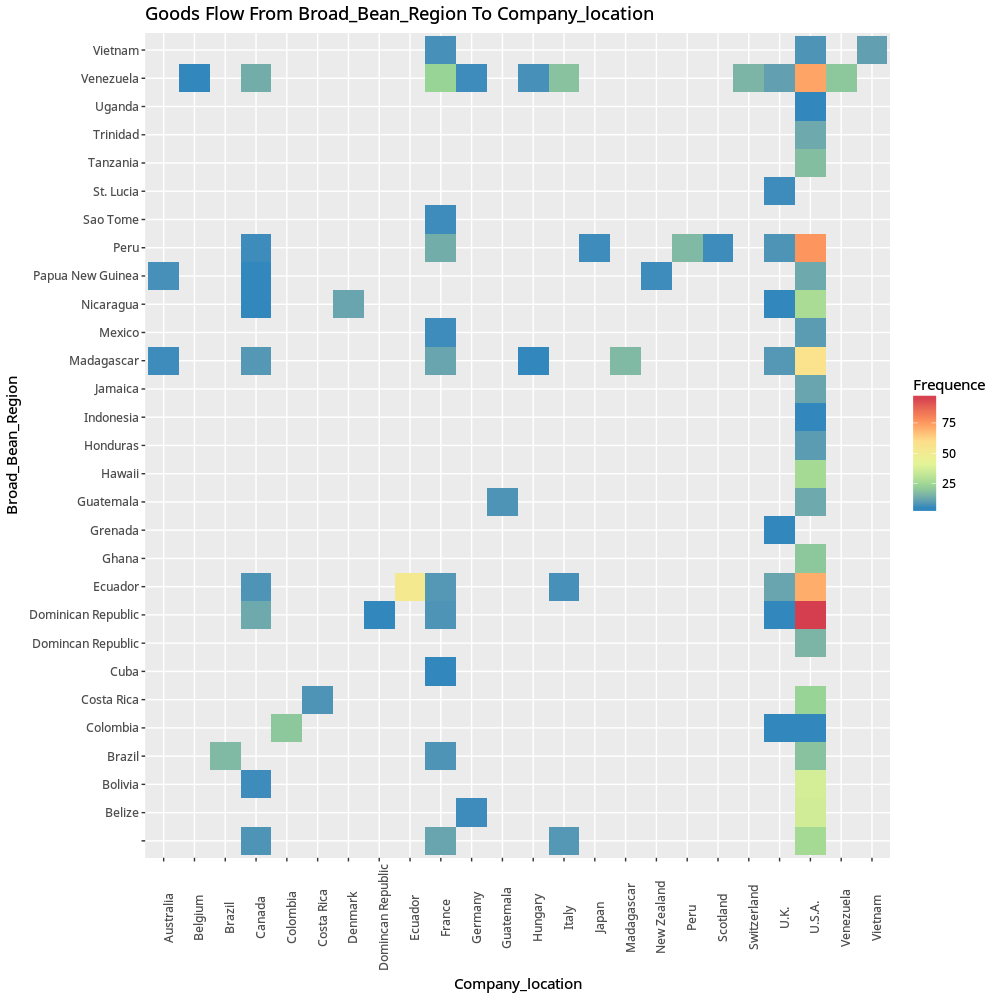 Goods Flow From Broad_Bean_Region To Company_location
Broad_Bean_Region
Vietnam
Venezuela
Uganda
Trinidad
Tanzania
St. Lucia
Sao Tome
Peru
Papua New Guinea
Nicaragua
Mexico
Madagascar
Jamaica
Indonesia
Honduras
Hawaii
Guatemala
Grenada
Ghana
Ecuador
Dominican Republic
Domincan Republic
Cuba
Costa Rica
Colombia
Brazil
Bolivia
Belize
Australia
Belgium
Brazil
Canada
Colombia
Costa Rica
Denmark
Domincan Republic
Ecuador
France
Germany
Guatemala
Hungary
Italy
Japan
Madagascar
New Zealand
Peru
Scotland
Switzerland
U.K.
U.S.A.
Venezuela
Vietnam
Company_location
Frequence
75
50
25